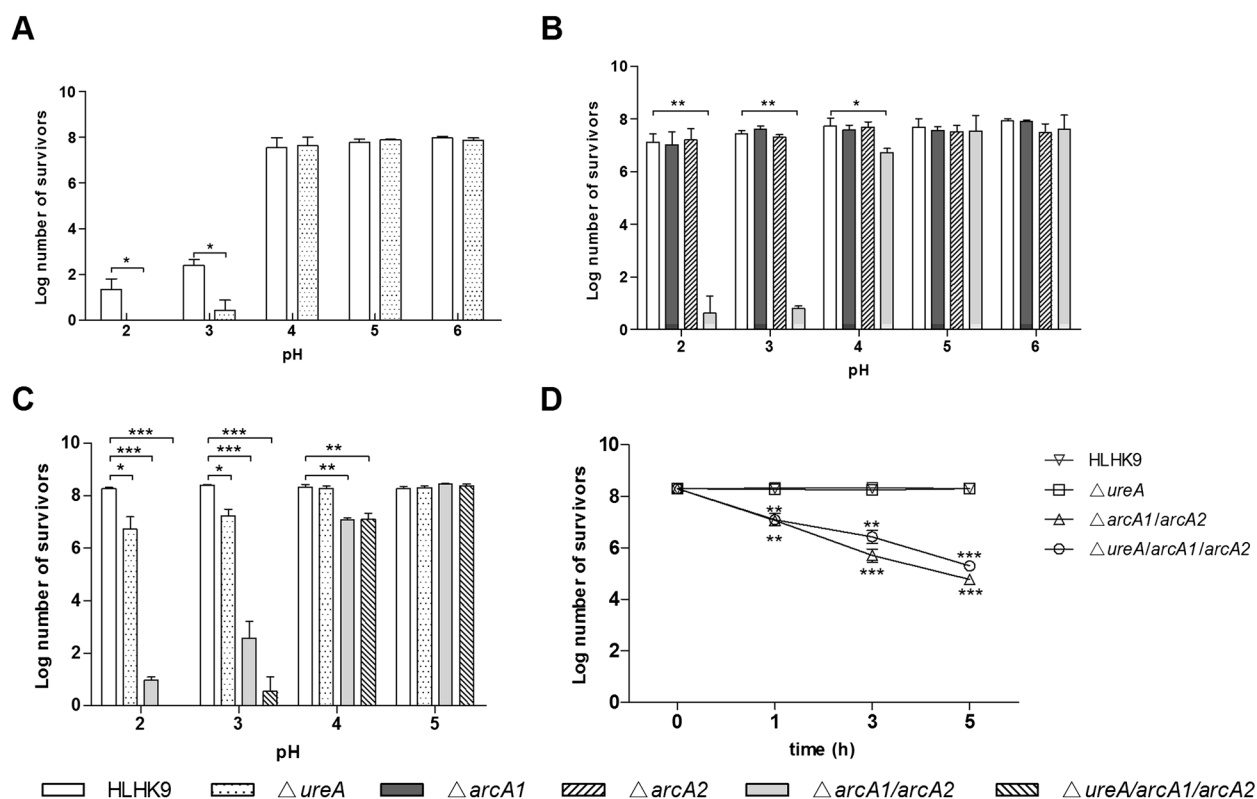 A
Log number of survivors
10
8
6
4
2
0
*
*
2 3 4 5 6
pH
B
Log number of survivors
10
8
6
4
2
0
** ** *
2 3 4 5 6
pH
C
Log number of survivors
10
8
6
4
2
0
*** ***
*** *** **
* * **
2 3 4 5
pH
D
Log number of survivors
10
8
6
4
2
0
** ** ***
** *** ***
0 1 3 5
time (h)
HLHK9
△ureA
△arcA1/arcA2
△ureA/arcA1/arcA2
HLHK9 △ureA △arcA1 △arcA2 △arcA1/arcA2 △ureA/arcA1/arcA2